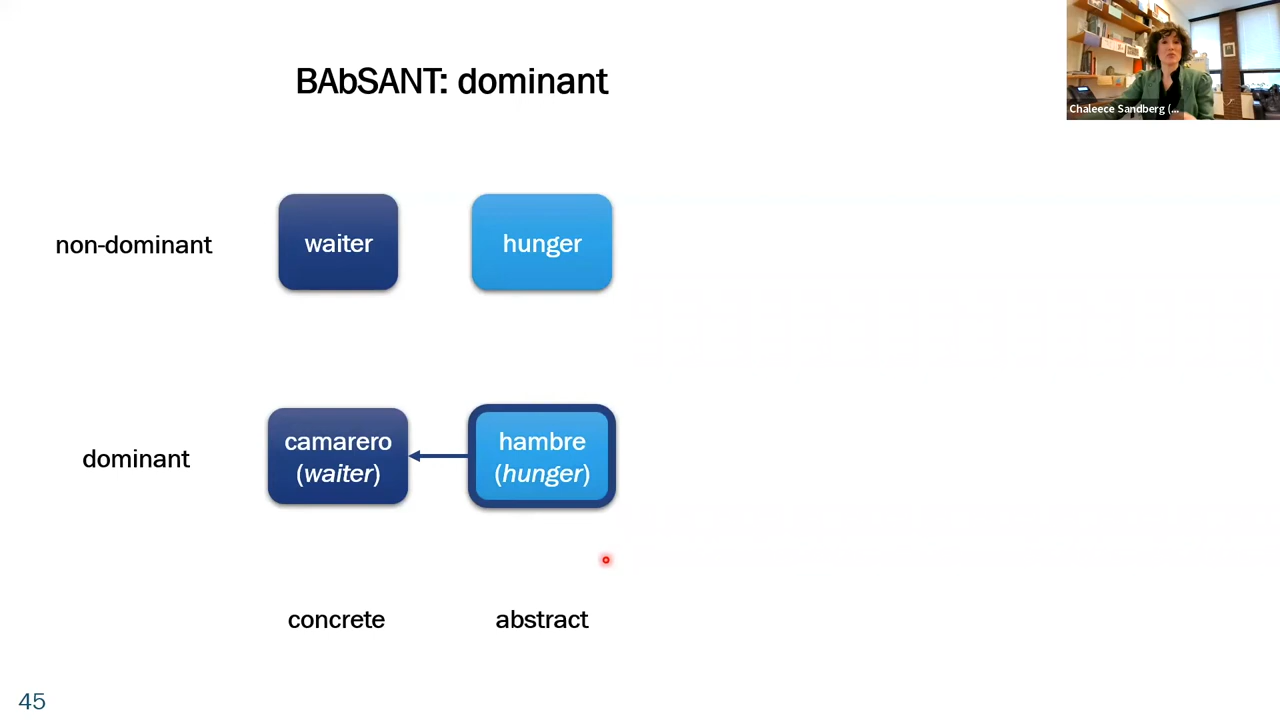 BAbSANT: dominant
Chaleece Sandberg (...
non-dominant
waiter
hunger
dominant
camarero
(waiter)
hambre
(hunger)
concrete
abstract
45